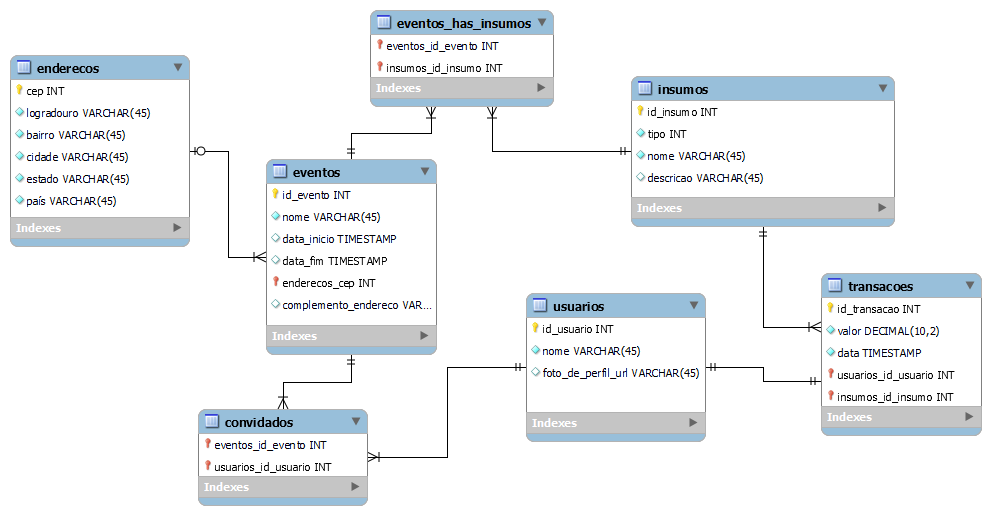 eventos_has_insumos
eventos_id_evento INT
insumos_id_insumo INT
Indexes
enderecos
cep INT
logradouro VARCHAR(45)
bairro VARCHAR(45)
cidade VARCHAR(45)
estado VARCHAR(45)
país VARCHAR(45)
Indexes
insumos
id_insumo INT
tipo INT
nome VARCHAR(45)
descricao VARCHAR(45)
Indexes
eventos
id_evento INT
nome VARCHAR(45)
data_inicio TIMESTAMP
data_fim TIMESTAMP
enderecos_cep INT
complemento_endereco VAR...
Indexes
transacoes
id_transacao INT
valor DECIMAL(10,2)
data TIMESTAMP
usuarios_id_usuario INT
insumos_id_insumo INT
Indexes
usuarios
id_usuario INT
nome VARCHAR(45)
foto_de_perfil_url VARCHAR(45)
Indexes
convidados
eventos_id_evento INT
usuarios_id_usuario INT
Indexes